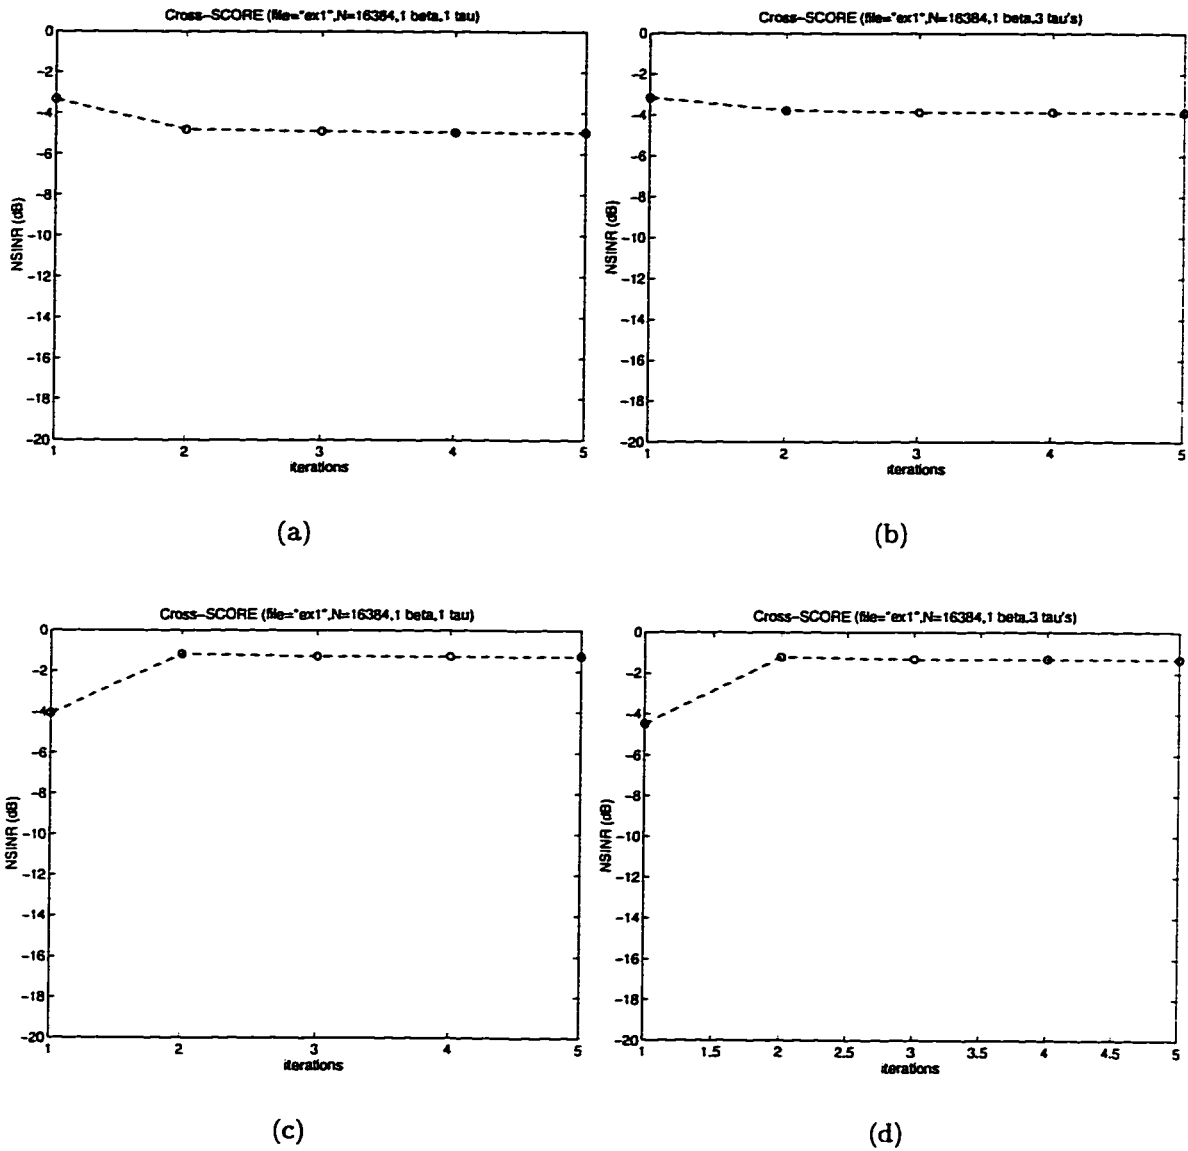 Cross-SCORE (file="ex1",N=16384,1 beta,1 tau)
0
-2
-4
-6
-8
-10
-12
-14
-16
-18
-20
NSINR (dB)
1 2 3 4 5
iterations
(a)
Cross-SCORE (file="ex1",N=16384,1 beta,3 tau's)
0
-2
-4
-6
-8
-10
-12
-14
-16
-18
-20
NSINR (dB)
1 2 3 4 5
iterations
(b)
Cross-SCORE (file="ex1",N=16384,1 beta,1 tau)
0
-2
-4
-6
-8
-10
-12
-14
-16
-18
-20
NSINR (dB)
1 2 3 4 5
iterations
(c)
Cross-SCORE (file="ex1",N=16384,1 beta,3 tau's)
0
-2
-4
-6
-8
-10
-12
-14
-16
-18
-20
NSINR (dB)
1 1.5 2 2.5 3 3.5 4 4.5 5
iterations
(d)